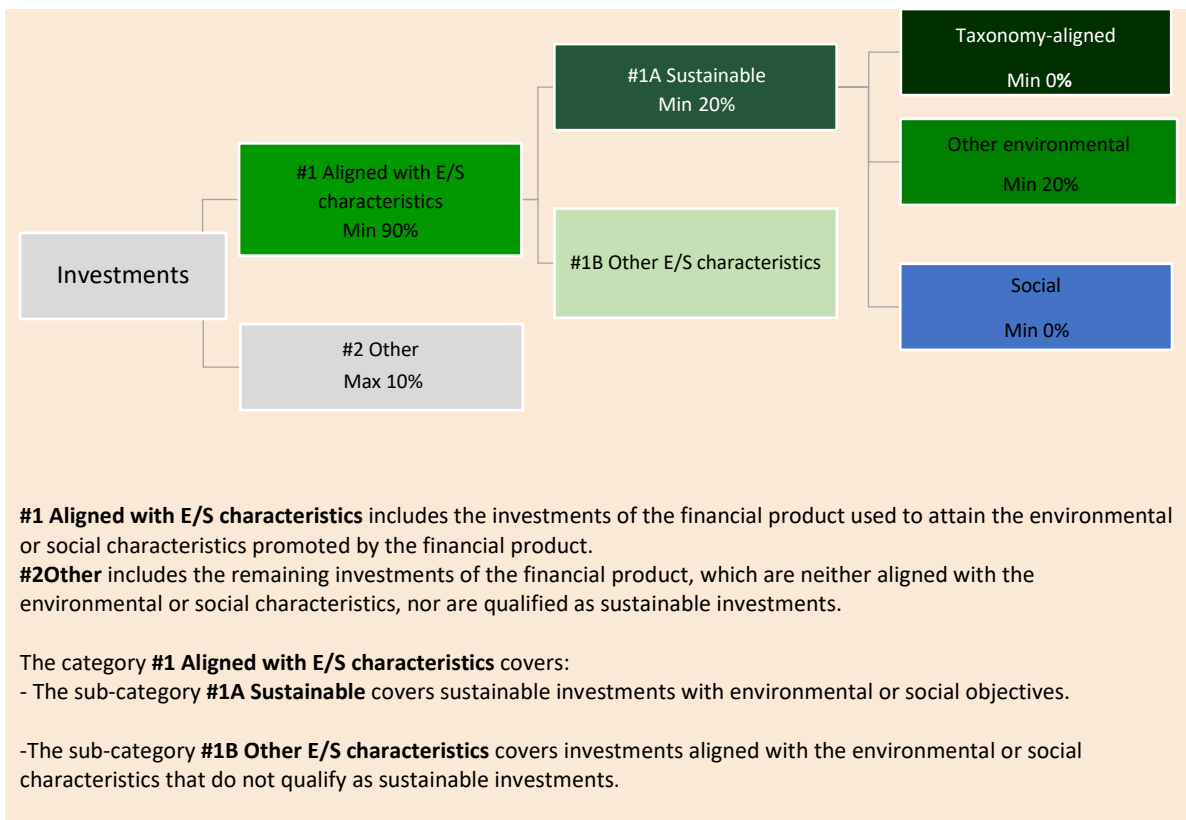 Taxonomy-aligned
Min 0%
#1A Sustainable
Min 20%
Other environmental
Min 20%
#1 Aligned with E/S
characteristics
Min 90%
Investments
#1B Other E/S characteristics
Social
Min 0%
#2 Other
Max 10%
#1 Aligned with E/S characteristics includes the investments of the financial product used to attain the environmental
or social characteristics promoted by the financial product.
#2Other includes the remaining investments of the financial product, which are neither aligned with the
environmental or social characteristics, nor are qualified as sustainable investments.
The category #1 Aligned with E/S characteristics covers:
- The sub-category #1A Sustainable covers sustainable investments with environmental or social objectives.
-The sub-category #1B Other E/S characteristics covers investments aligned with the environmental or social
characteristics that do not qualify as sustainable investments.